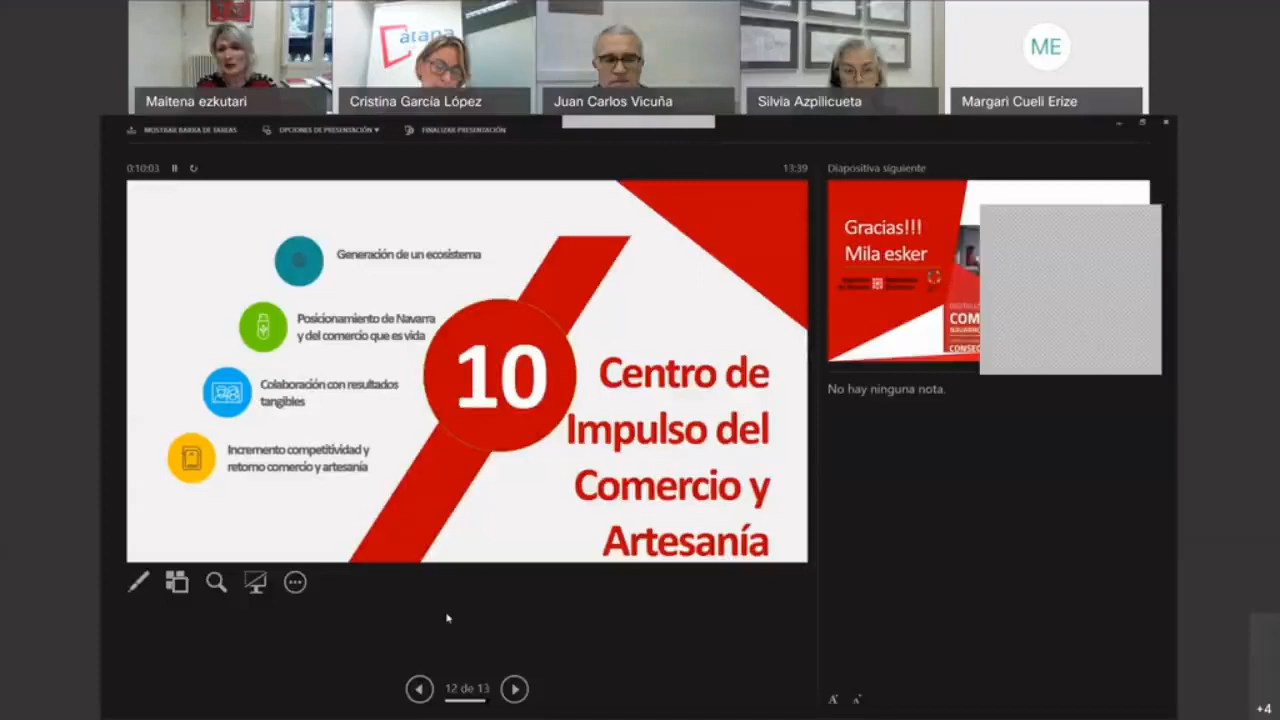 Maitena ezkutari
Cristina García López
Juan Carlos Vicuña
Silvia Azpilicueta
ME
Margari Cueli Erize
MOSTRAR BARRA DE TAREAS
OPCIONES DE PRESENTACIÓN
FINALIZAR PRESENTACIÓN
0:10:03
13:39
Diapositiva siguiente
Generación de un ecosistema
Posicionamiento de Navarra
y del comercio que es vida
Colaboración con resultados
tangibles
Incremento competitividad y
retorno comercio y artesanía
10
Centro de
Impulso del
Comercio y
Artesanía
Gracias!!!
Mila esker
COM
CONSEC
No hay ninguna nota.
12 de 13
+4